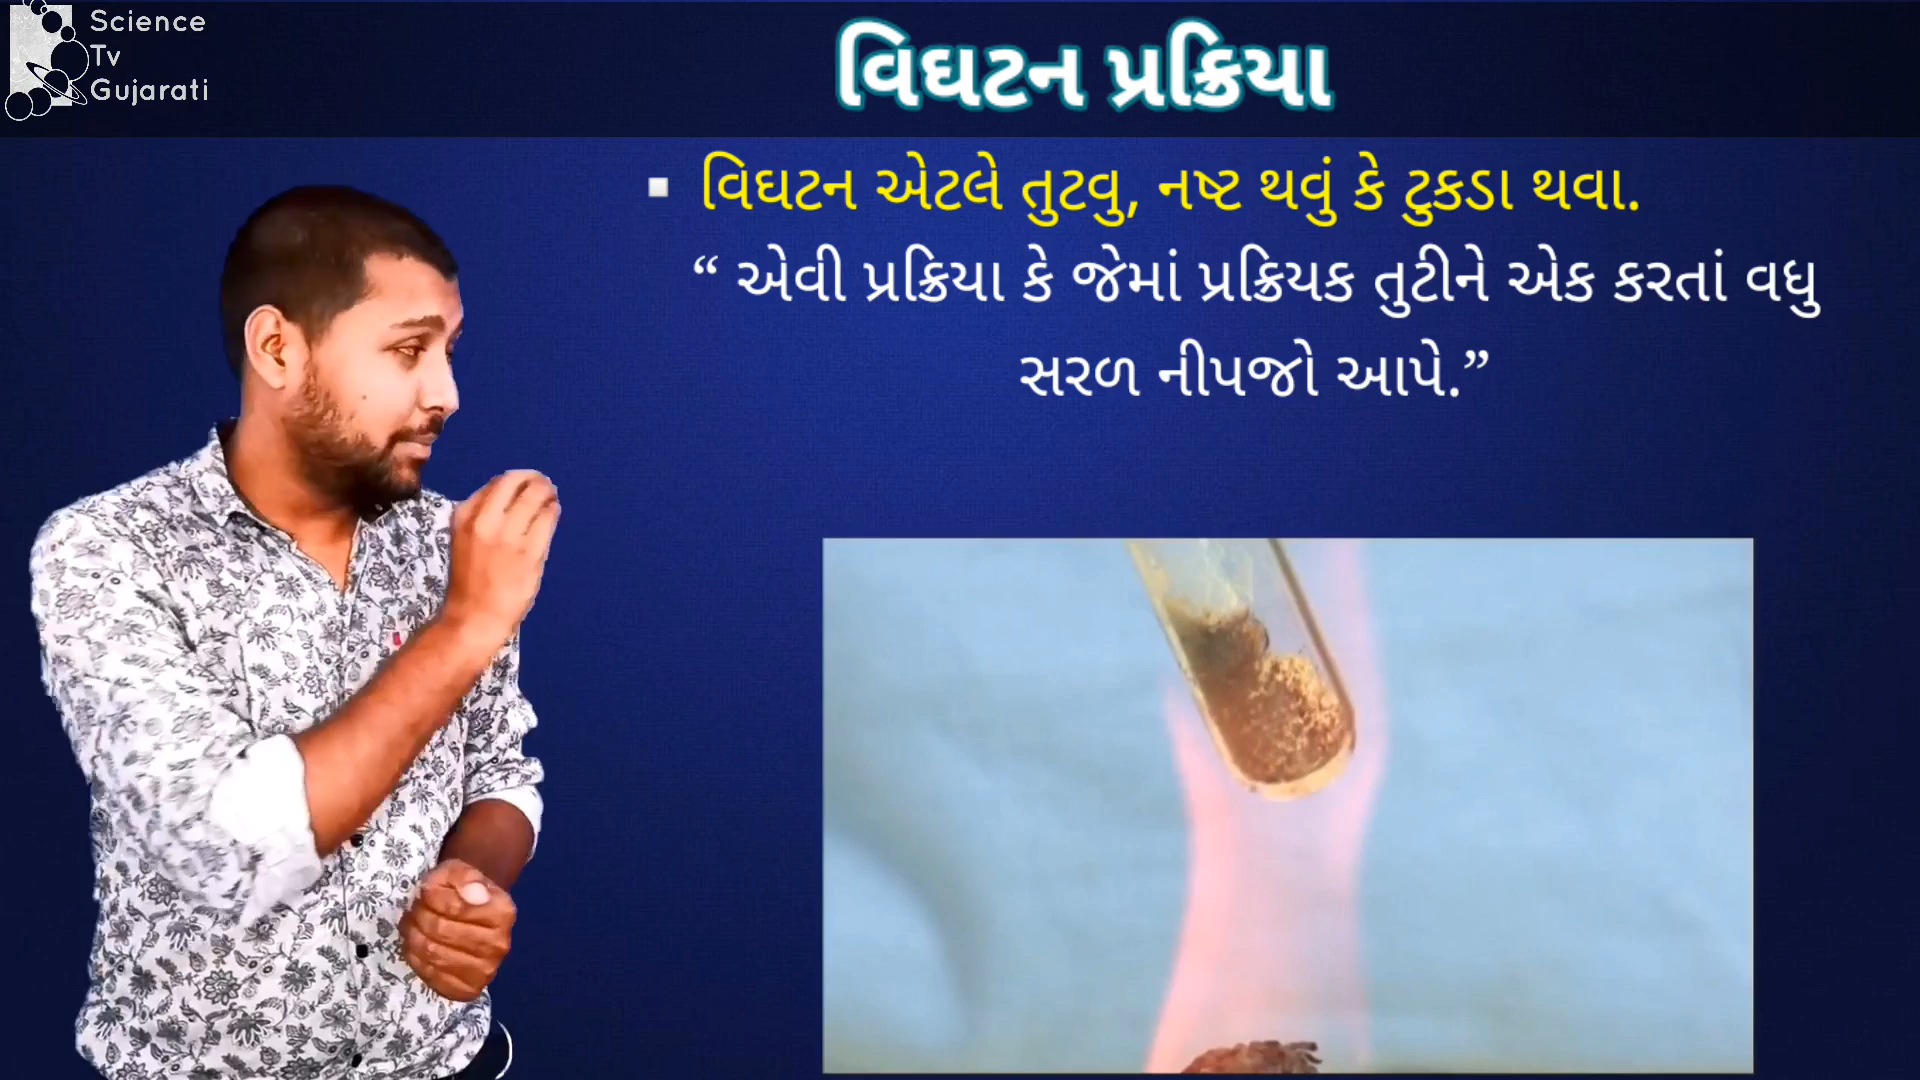 Science
Tv
Gujarati
વિઘટન પ્રક્રિયા
▪ વિઘટન એટલે તુટવુ, નષ્ટ થવું કે ટુકડા થવા.
“ એવી પ્રક્રિયા કે જેમાં પ્રક્રિયક તુટીને એક કરતાં વધુ
સરળ નીપજો આપે.”